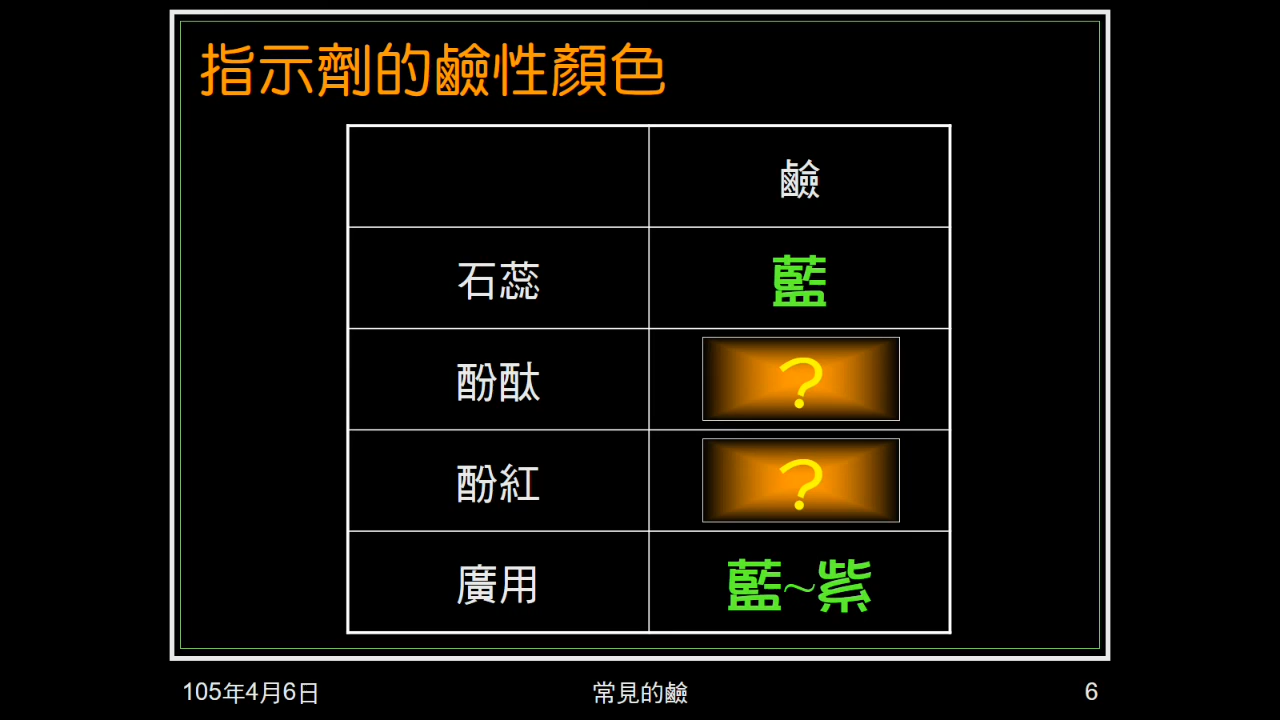 指示劑的鹼性顏色
鹼
石蕊 藍
酚酞 ?
酚紅 ?
廣用 藍~紫
105年4月6日 常見的鹼 6